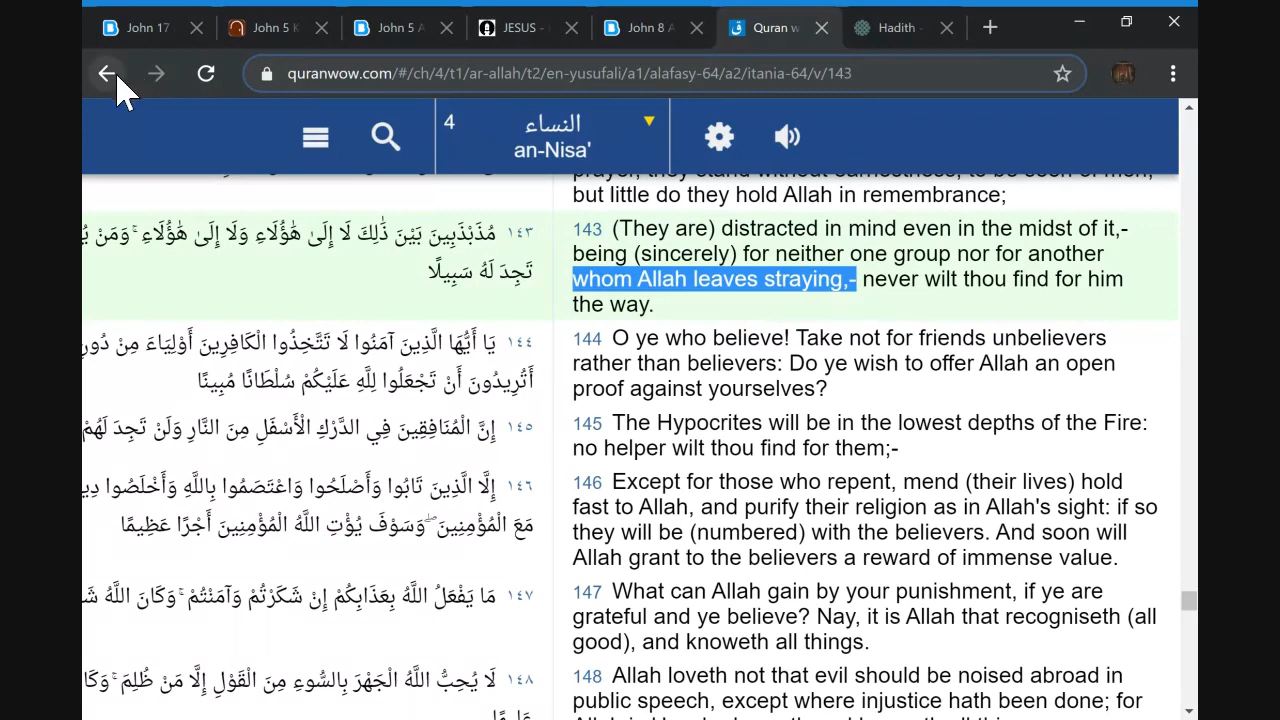 John 17
John 5 K
John 5 A
JESUS -
John 8 A
Quran w
Hadith -
quranwow.com/#/ch/4/t1/ar-allah/t2/en-yusufali/a1/alafasy-64/a2/itania-64/v/143
4
النساء
an-Nisa'
prayer, they stand without earnestness, to be seen of men,
but little do they hold Allah in remembrance;
١٤٣ مُذَبْذَبِينَ بَيْنَ ذَٰلِكَ لَا إِلَىٰ هَٰؤُلَاءِ وَلَا إِلَىٰ هَٰؤُلَاءِ ۚ وَمَنْ
تَجِدَ لَهُ سَبِيلًا
143 (They are) distracted in mind even in the midst of it,-
being (sincerely) for neither one group nor for another
whom Allah leaves straying,- never wilt thou find for him
the way.
١٤٤ يَا أَيُّهَا الَّذِينَ آمَنُوا لَا تَتَّخِذُوا الْكَافِرِينَ أَوْلِيَاءَ مِنْ دُونِ
أَتُرِيدُونَ أَنْ تَجْعَلُوا لِلَّهِ عَلَيْكُمْ سُلْطَانًا مُبِينًا
144 O ye who believe! Take not for friends unbelievers
rather than believers: Do ye wish to offer Allah an open
proof against yourselves?
١٤٥ إِنَّ الْمُنَافِقِينَ فِي الدَّرْكِ الْأَسْفَلِ مِنَ النَّارِ وَلَنْ تَجِدَ لَهُمْ
145 The Hypocrites will be in the lowest depths of the Fire:
no helper wilt thou find for them;-
١٤٦ إِلَّا الَّذِينَ تَابُوا وَأَصْلَحُوا وَاعْتَصَمُوا بِاللَّهِ وَأَخْلَصُوا
مَعَ الْمُؤْمِنِينَ ۖ وَسَوْفَ يُؤْتِ اللَّهُ الْمُؤْمِنِينَ أَجْرًا عَظِيمًا
146 Except for those who repent, mend (their lives) hold
fast to Allah, and purify their religion as in Allah's sight: if so
they will be (numbered) with the believers. And soon will
Allah grant to the believers a reward of immense value.
١٤٧ مَا يَفْعَلُ اللَّهُ بِعَذَابِكُمْ إِنْ شَكَرْتُمْ وَآمَنْتُمْ ۚ وَكَانَ اللَّهُ
147 What can Allah gain by your punishment, if ye are
grateful and ye believe? Nay, it is Allah that recogniseth (all
good), and knoweth all things.
١٤٨ لَا يُحِبُّ اللَّهُ الْجَهْرَ بِالسُّوءِ مِنَ الْقَوْلِ إِلَّا مَنْ ظُلِمَ ۚ
148 Allah loveth not that evil should be noised abroad in
public speech, except where injustice hath been done; for